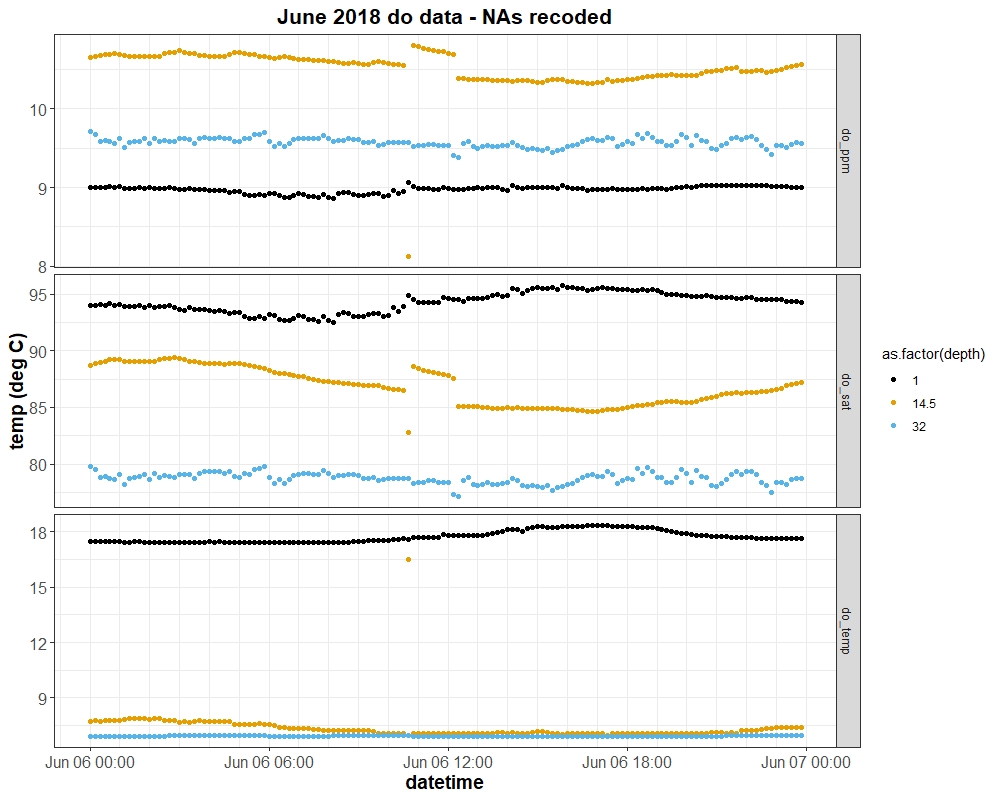 June 2018 do data - NAs recoded
10
9
8
do_ppm
95
90
85
80
do_sat
18
15
12
9
do_temp
temp (deg C)
Jun 06 00:00 Jun 06 06:00 Jun 06 12:00 Jun 06 18:00 Jun 07 00:00
datetime
as.factor(depth)
1
14.5
32